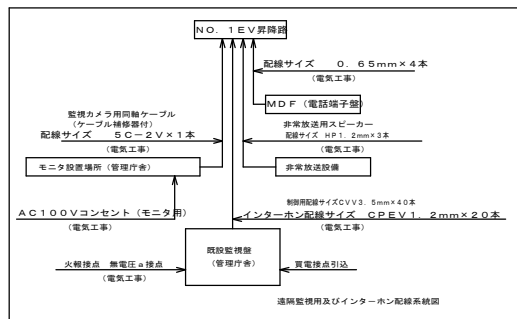 NO. 1EV昇降路
配線サイズ 0. 65mm×4本
(電気工事)
MDF(電話端子盤)
監視カメラ用同軸ケーブル
(ケーブル補修器付)
配線サイズ 5C-2V×1本
(電気工事)
非常放送用スピーカー
配線サイズ HP1. 2mm×3本
(電気工事)
モニタ設置場所(管理庁舎)
非常放送設備
制御用配線サイズCVV3. 5mm×40本
AC100Vコンセント(モニタ用)
(電気工事)
インターホン配線サイズ CPEV1. 2mm×20本
(電気工事)
既設監視盤
(管理庁舎)
火報接点 無電圧a接点
(電気工事)
買電接点引込
遠隔監視用及びインターホン配線系統図